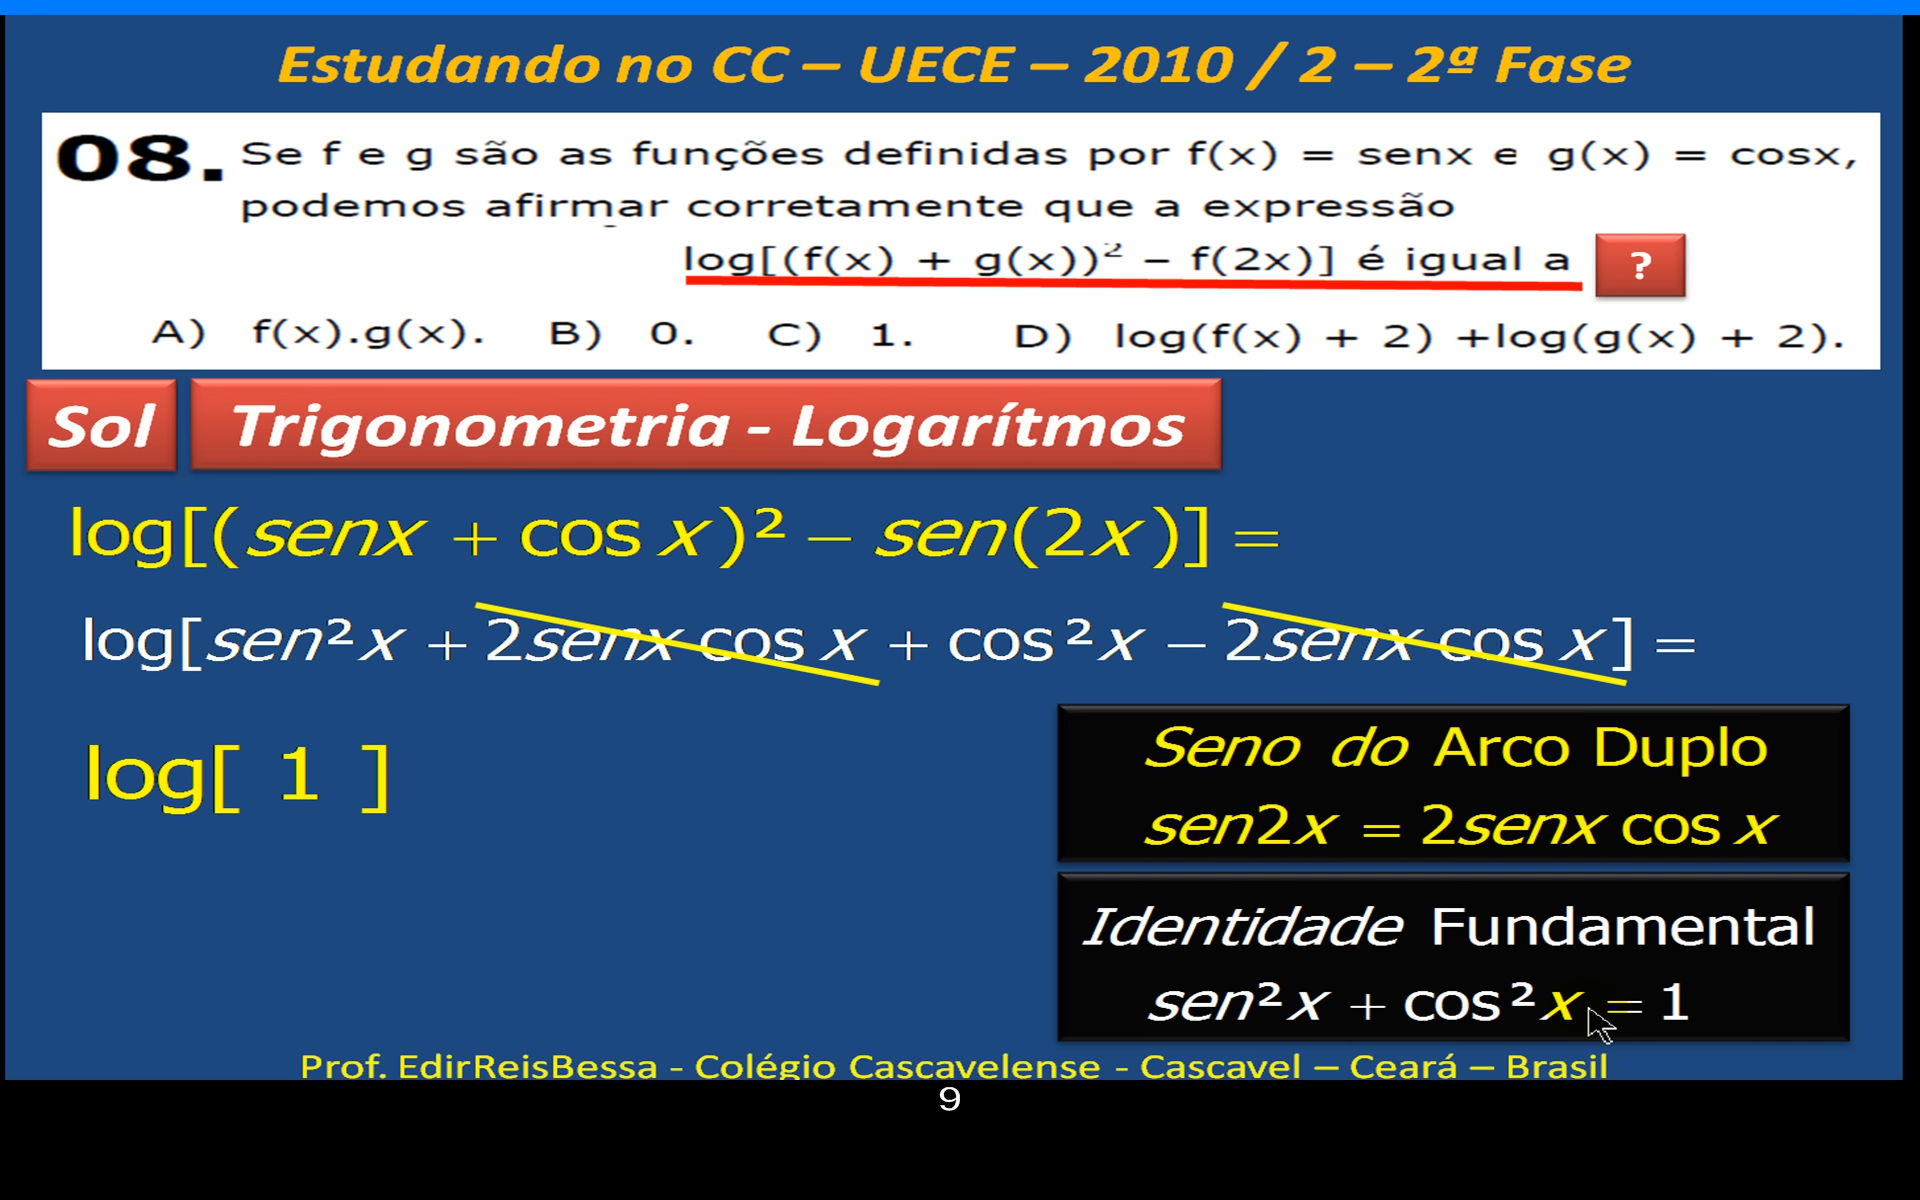 Estudando no CC – UECE – 2010 / 2 – 2ª Fase
08. Se f e g são as funções definidas por f(x) = senx e g(x) = cosx,
podemos afirmar corretamente que a expressão
log[(f(x) + g(x))² – f(2x)] é igual a ?
A) f(x).g(x). B) 0. C) 1. D) log(f(x) + 2) +log(g(x) + 2).
Sol Trigonometria - Logarítmos
log[(senx + cos x)² – sen(2x)] =
log[sen²x + 2senx cos x + cos²x – 2senx cos x] =
log[ 1 ]
Seno do Arco Duplo
sen2x = 2senx cos x
Identidade Fundamental
sen²x + cos²x = 1
Prof. EdirReisBessa - Colégio Cascavelense - Cascavel – Ceará – Brasil
9